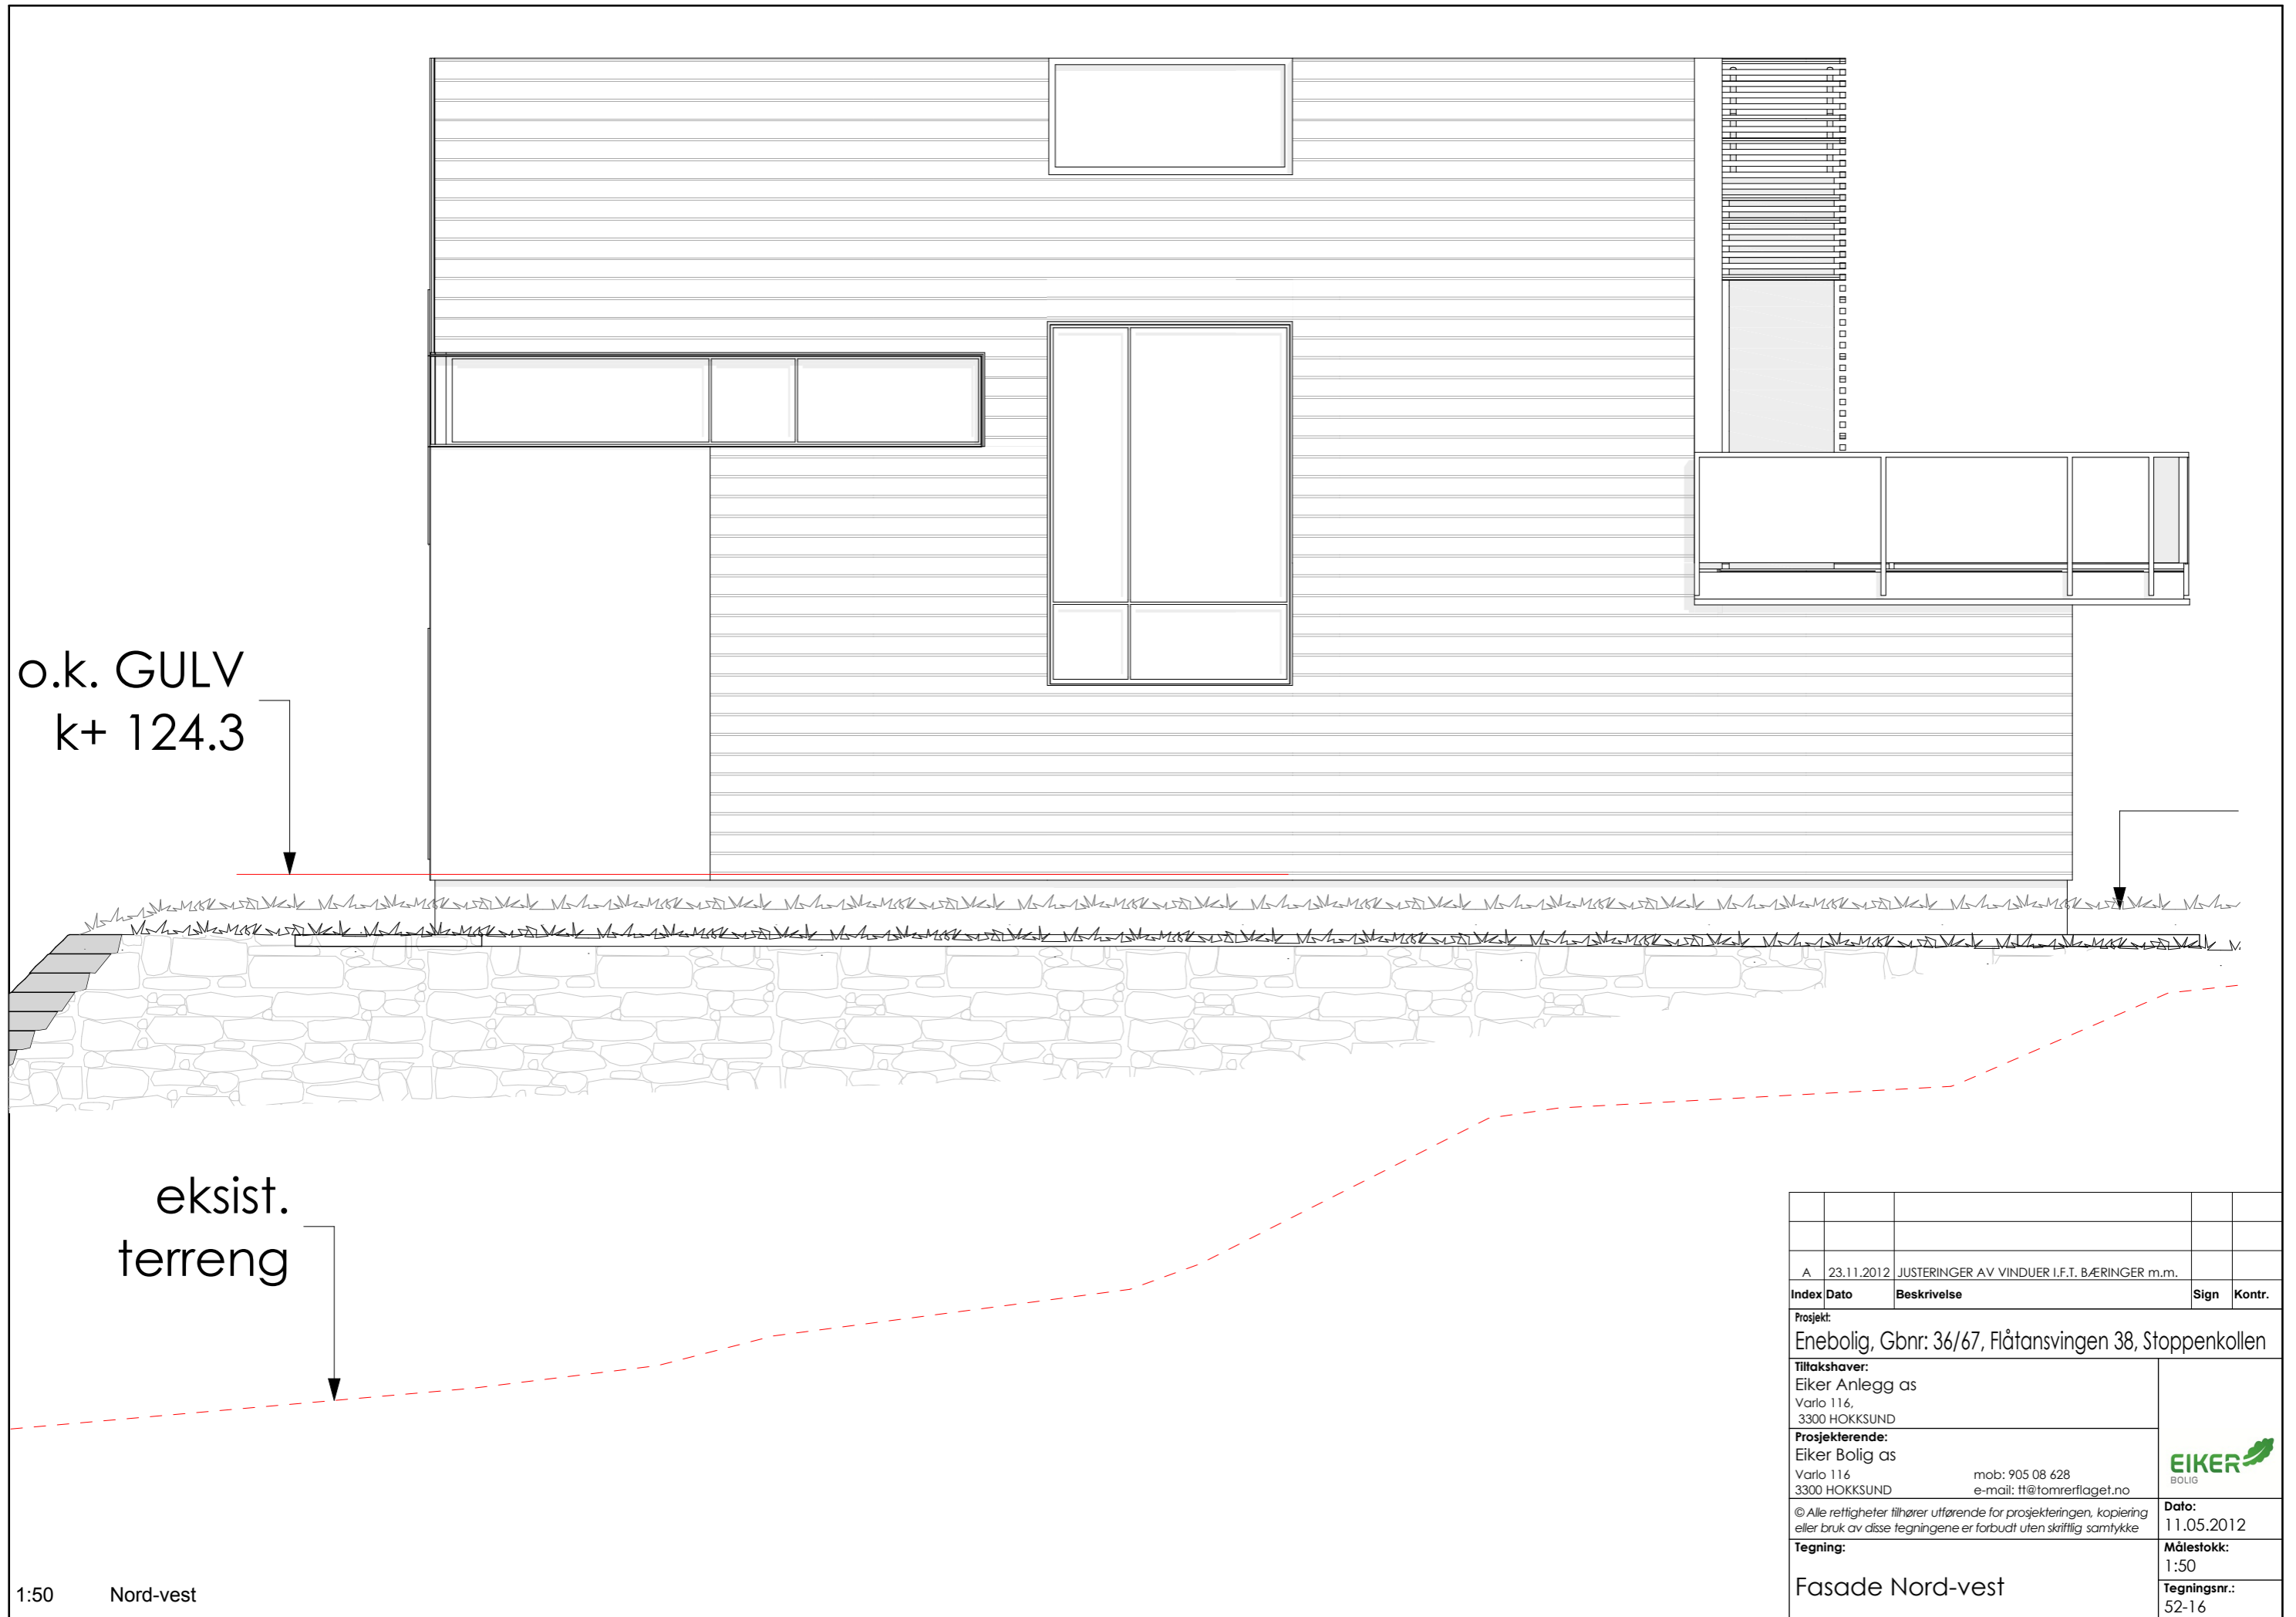 o.k. GULV
k+ 124.3
eksist.
terreng
A 23.11.2012 JUSTERINGER AV VINDUER I.F.T. BÆRINGER m.m.
Index Dato Beskrivelse Sign Kontr.
Prosjekt:
Enebolig, Gbnr: 36/67, Flåtansvingen 38, Stoppenkollen
Tiltakshaver:
Eiker Anlegg as
Varlo 116,
3300 HOKKSUND
Prosjekterende:
Eiker Bolig as
Varlo 116 mob: 905 08 628
3300 HOKKSUND e-mail: tt@tomrerflaget.no
EIKER
BOLIG
© Alle rettigheter tilhører utførende for prosjekteringen, kopiering
eller bruk av disse tegningene er forbudt uten skriftlig samtykke
Dato:
11.05.2012
Tegning:
Fasade Nord-vest
Målestokk:
1:50
Tegningsnr.:
52-16
1:50 Nord-vest